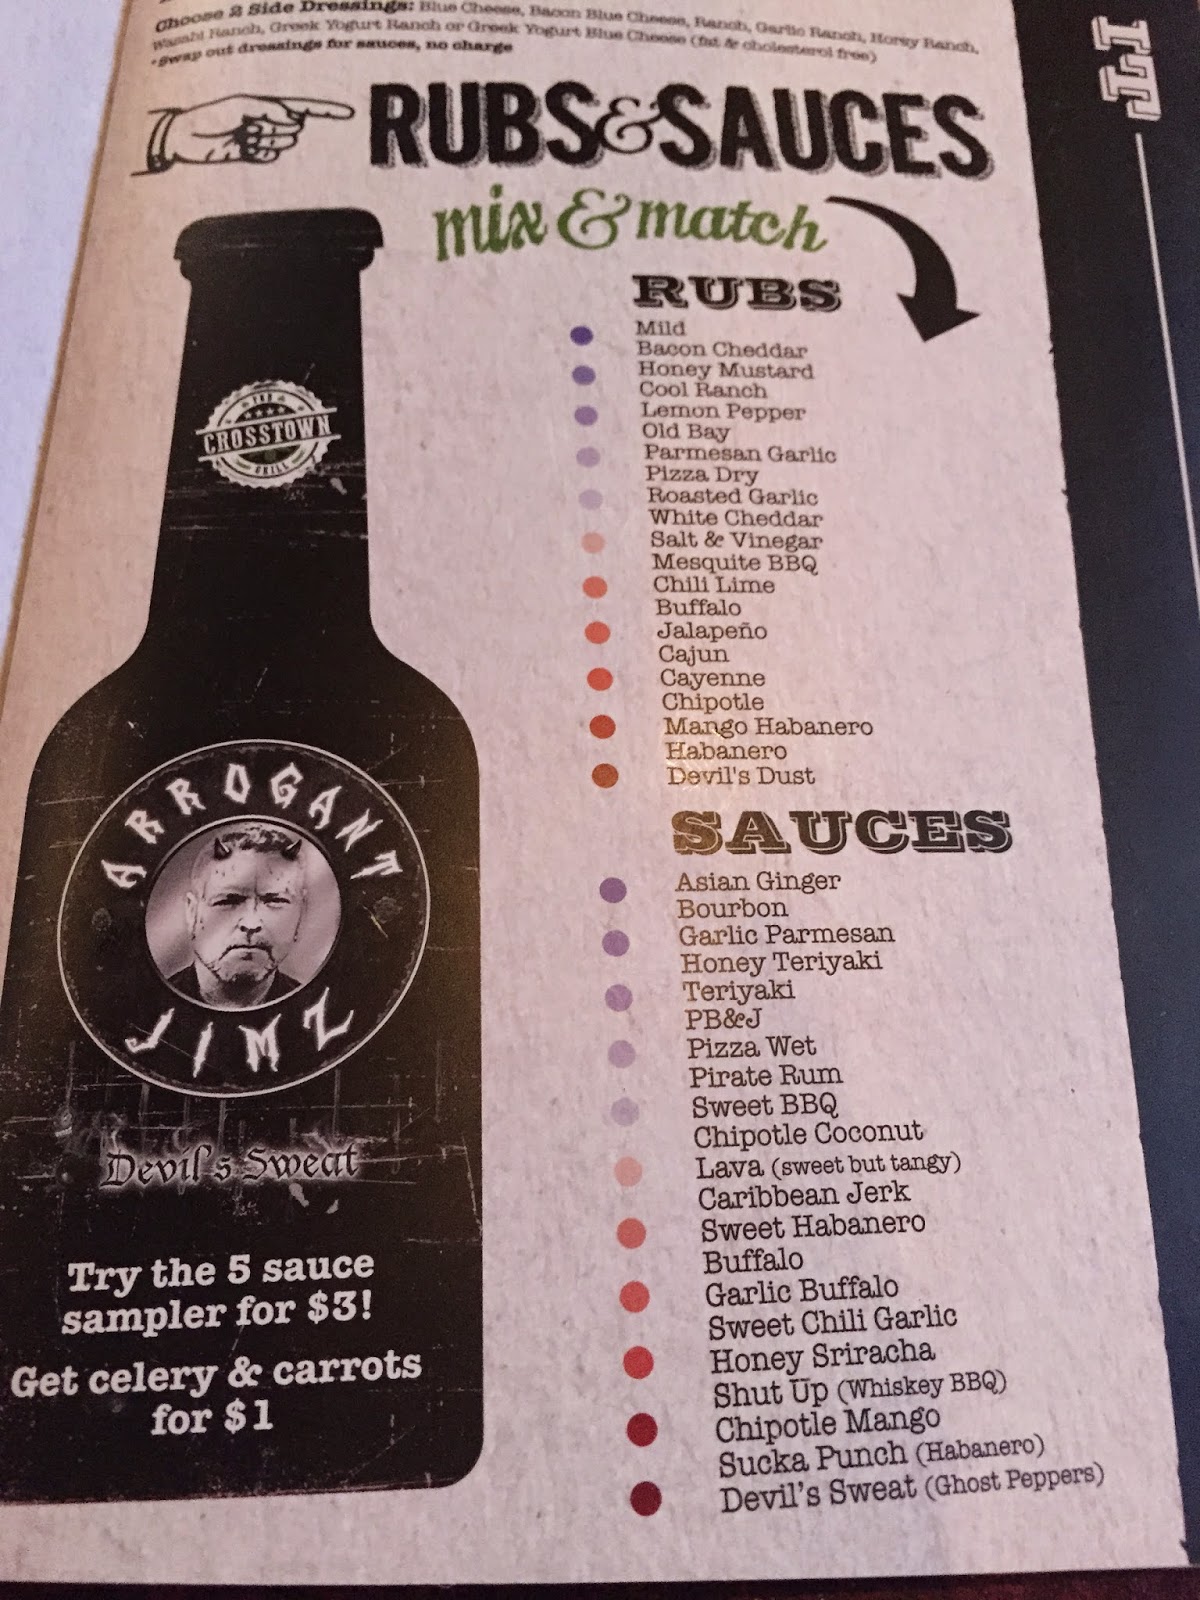 Choose 2 Side Dressings: Blue Cheese, Bacon Blue Cheese, Ranch, Garlic Ranch, Horsy Ranch,
Wasabi Ranch, Greek Yogurt Ranch or Greek Yogurt Blue Cheese (fat & cholesterol free)
*Swap out dressings for sauces, no charge
RUBS & SAUCES
mix & match
RUBS
Mild
Bacon Cheddar
Honey Mustard
Cool Ranch
Lemon Pepper
Old Bay
Parmesan Garlic
Pizza Dry
Roasted Garlic
White Cheddar
Salt & Vinegar
Mesquite BBQ
Chili Lime
Buffalo
Jalapeño
Cajun
Cayenne
Chipotle
Mango Habanero
Habanero
Devil's Dust
SAUCES
Asian Ginger
Bourbon
Garlic Parmesan
Honey Teriyaki
Teriyaki
PB&J
Pizza Wet
Pirate Rum
Sweet BBQ
Chipotle Coconut
Lava (sweet but tangy)
Caribbean Jerk
Sweet Habanero
Buffalo
Garlic Buffalo
Sweet Chili Garlic
Honey Sriracha
Shut Up (Whiskey BBQ)
Chipotle Mango
Sucka Punch (Habanero)
Devil's Sweat (Ghost Peppers)
THE
CROSSTOWN
GRILL
ARROGANT
JIMZ
Devil's Sweat
Try the 5 sauce
sampler for $3!
Get celery & carrots
for $1